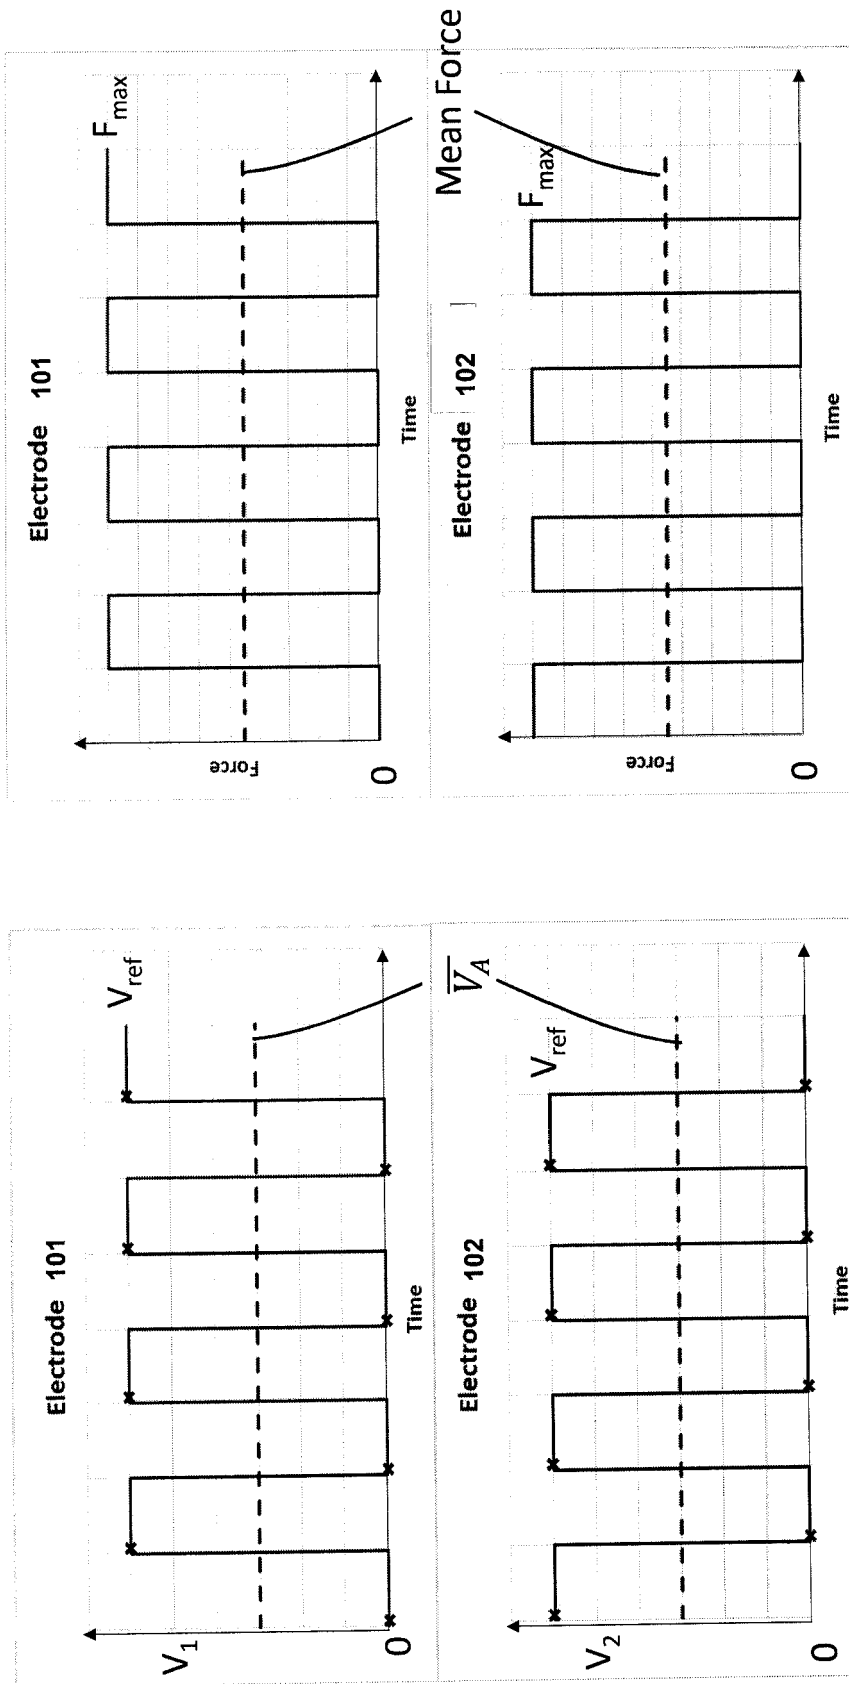 Electrode 101
V1
Vref
0
Time
V̅A̅
Electrode 102
V2
Vref
0
Time
Electrode 101
Force
Fmax
0
Time
Mean Force
Electrode 102
Force
Fmax
0
Time